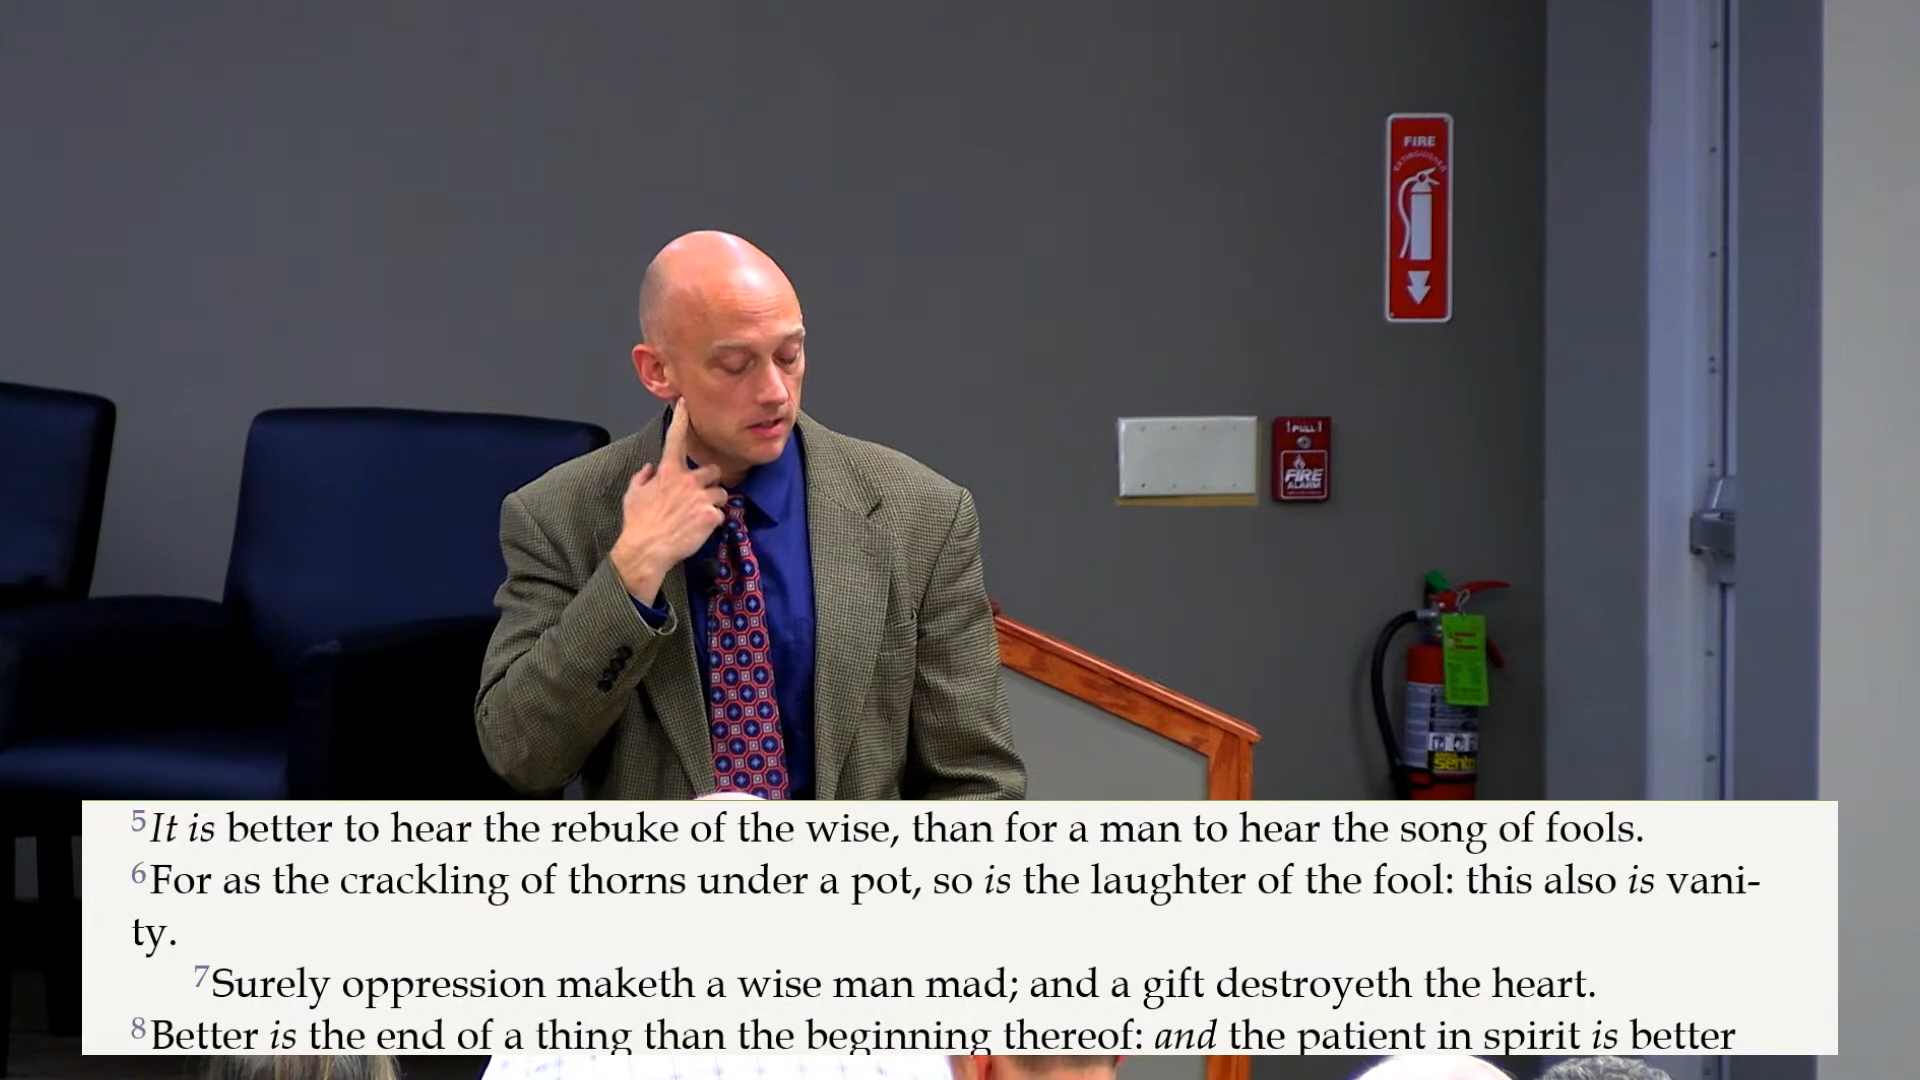 FIRE
EXTINGUISHER
PULL
FIRE
ALARM
5It is better to hear the rebuke of the wise, than for a man to hear the song of fools.
6For as the crackling of thorns under a pot, so is the laughter of the fool: this also is vani-
ty.
7Surely oppression maketh a wise man mad; and a gift destroyeth the heart.
8Better is the end of a thing than the beginning thereof: and the patient in spirit is better